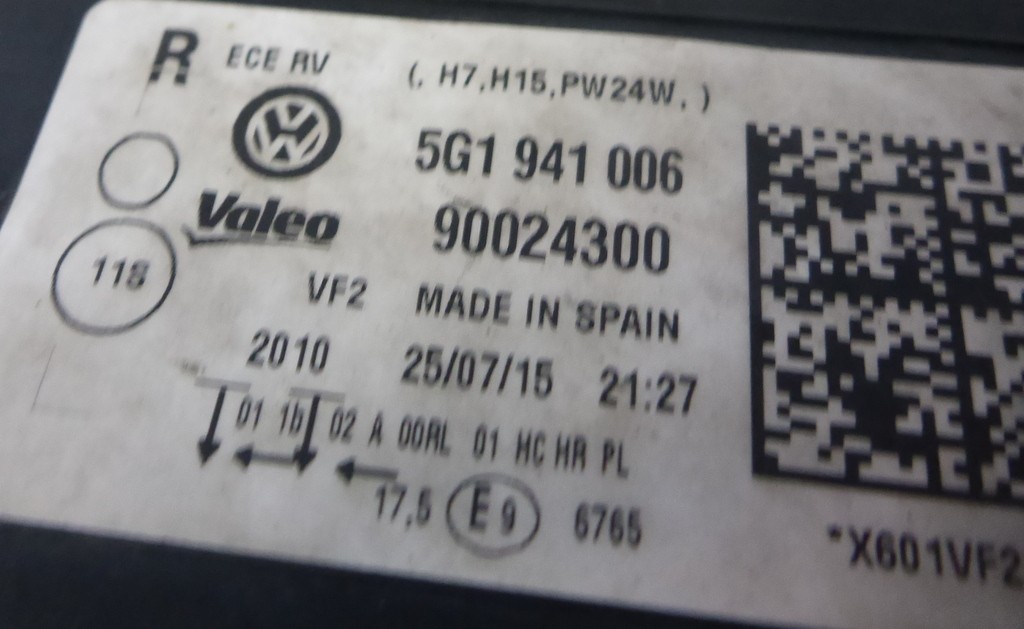 R ECE RV (, H7,H15,PW24W, )
5G1 941 006
Valeo 90024300
118
VF2 MADE IN SPAIN
2010 25/07/15 21:27
01 1b 02 A 00RL 01 HC HR PL
17,5 E9 6765
*X601VF2